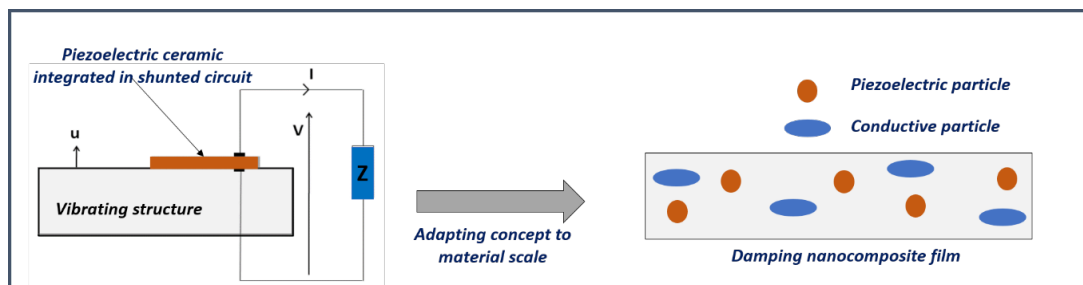 Piezoelectric ceramic
integrated in shunted circuit
I
u
V
Z
Vibrating structure
Adapting concept to
material scale
Piezoelectric particle
Conductive particle
Damping nanocomposite film